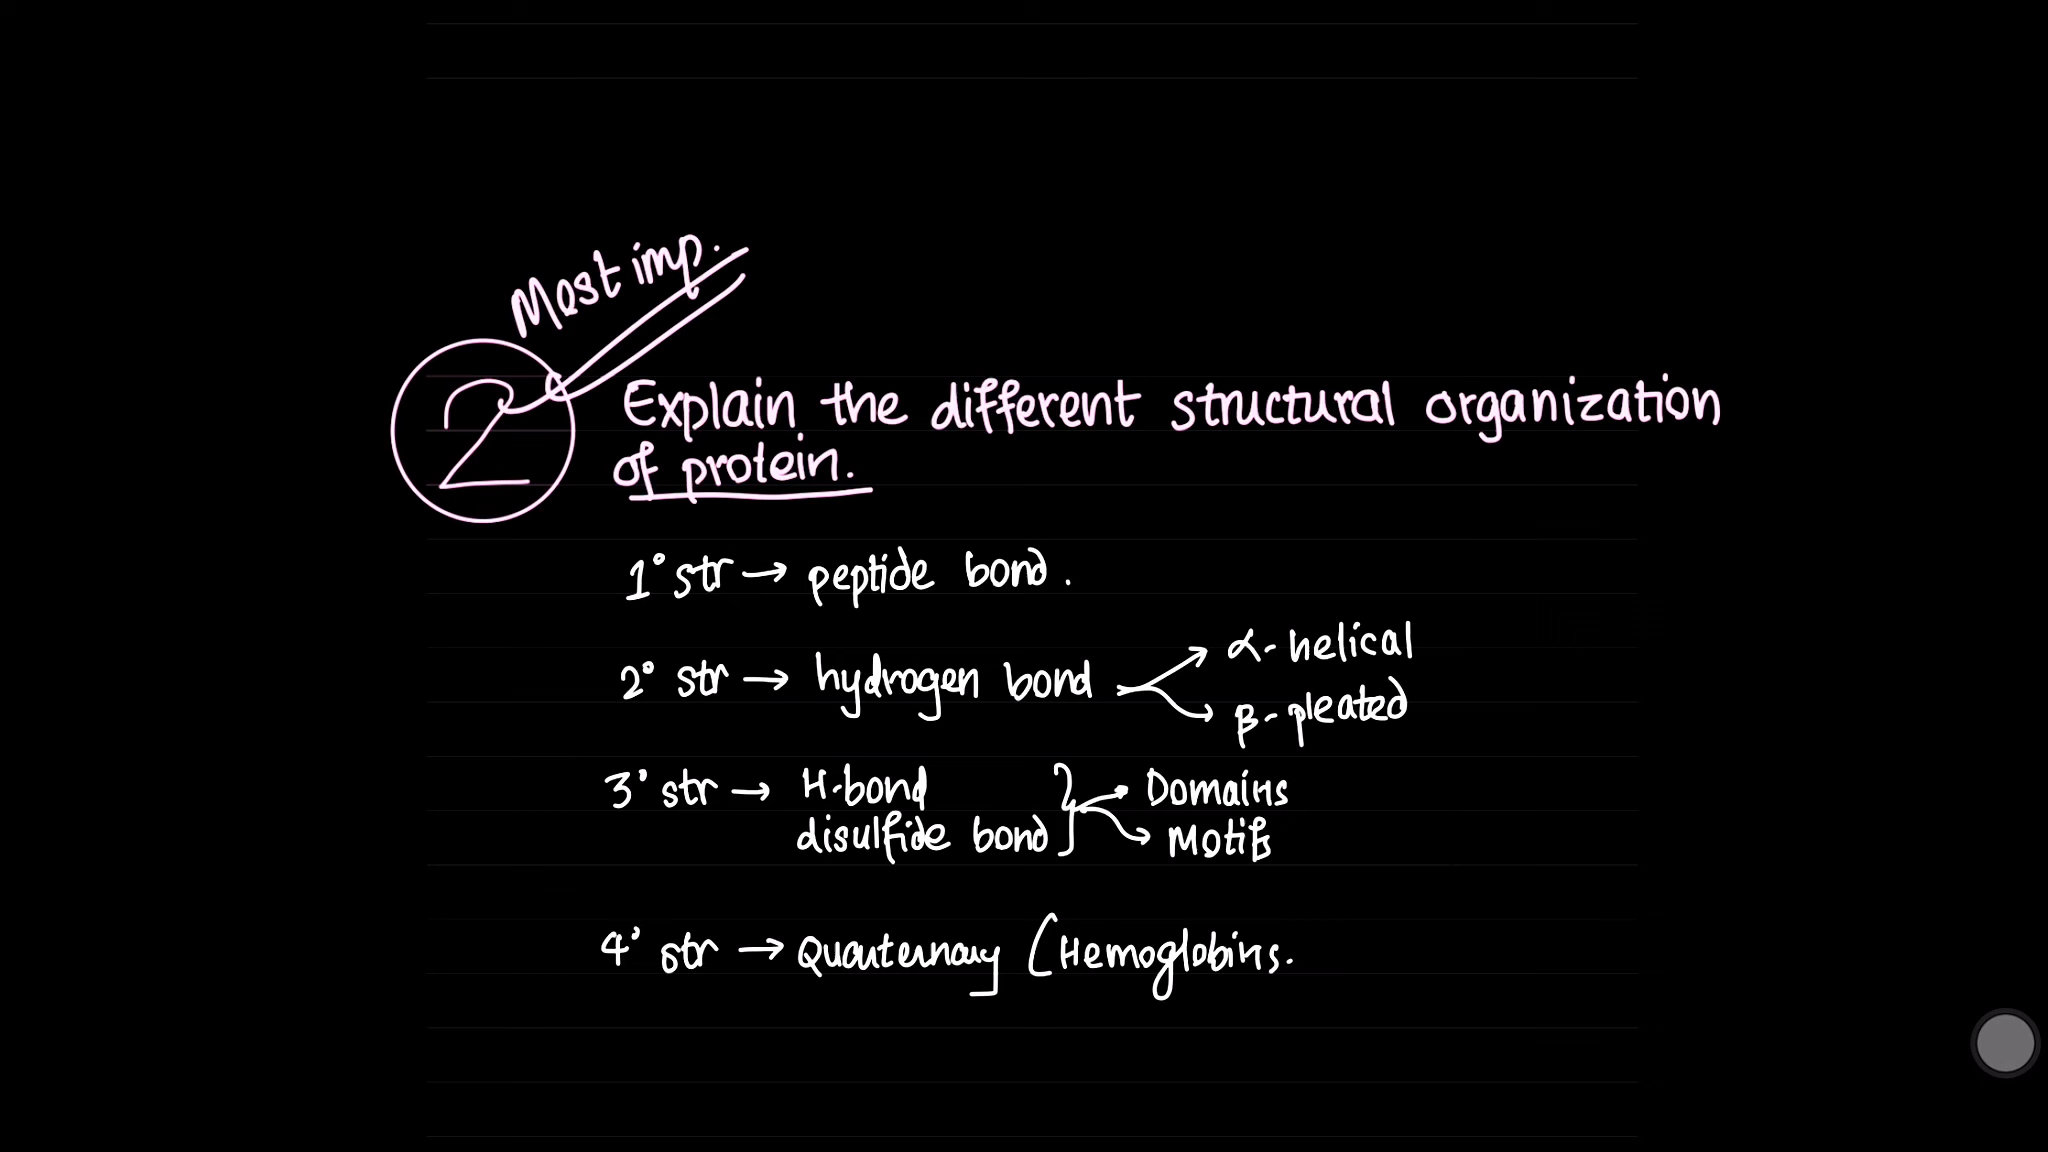 Most imp.
2 Explain the different structural organization
of protein.
1° str → peptide bond.
2° str → hydrogen bond → α-helical
→ β-pleated
3° str → H-bond } → Domains
disulfide bond } → Motifs
4° str → Quaternary (Hemoglobins.